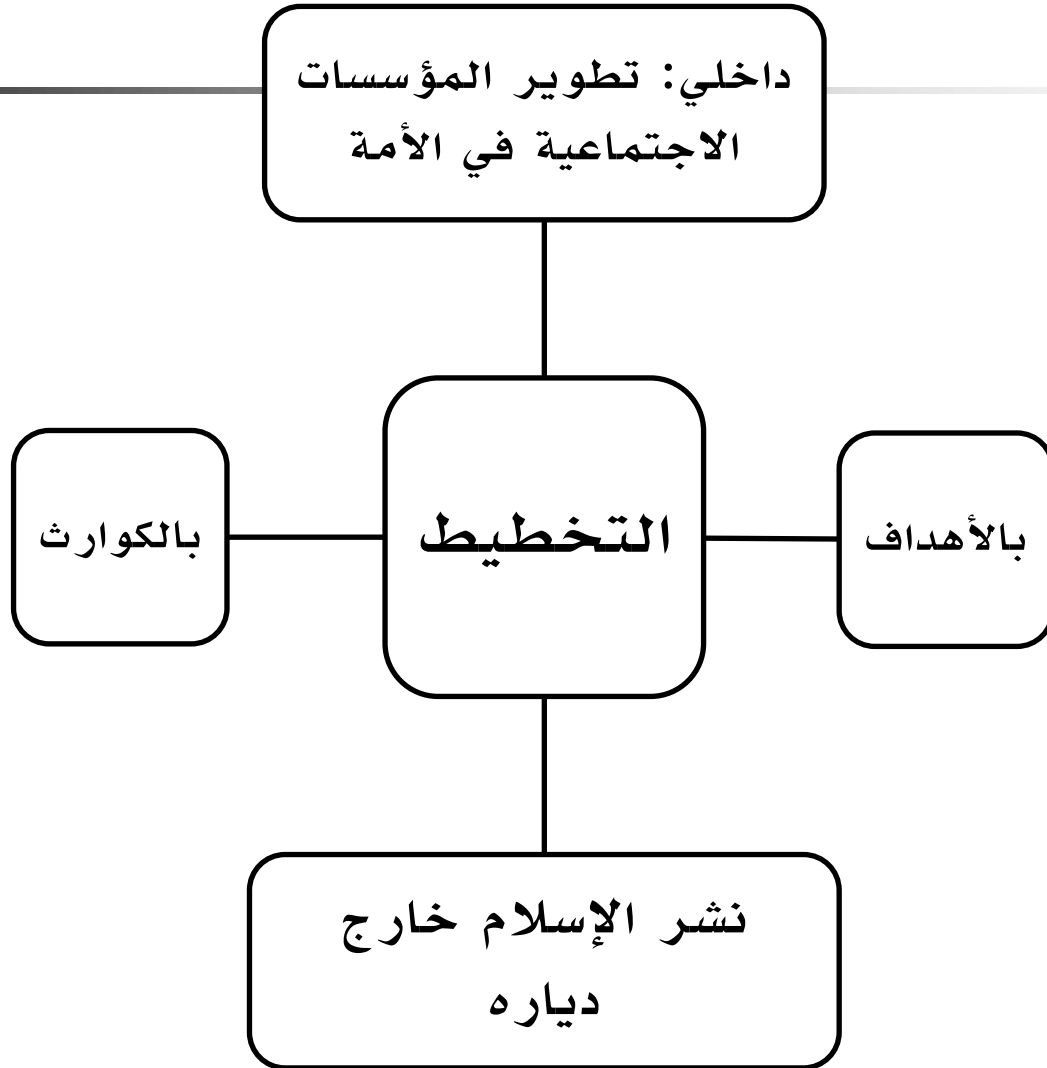 داخلي: تطوير المؤسسات
الاجتماعية في الأمة
بالأهداف
التخطيط
بالكوارث
نشر الإسلام خارج
دياره